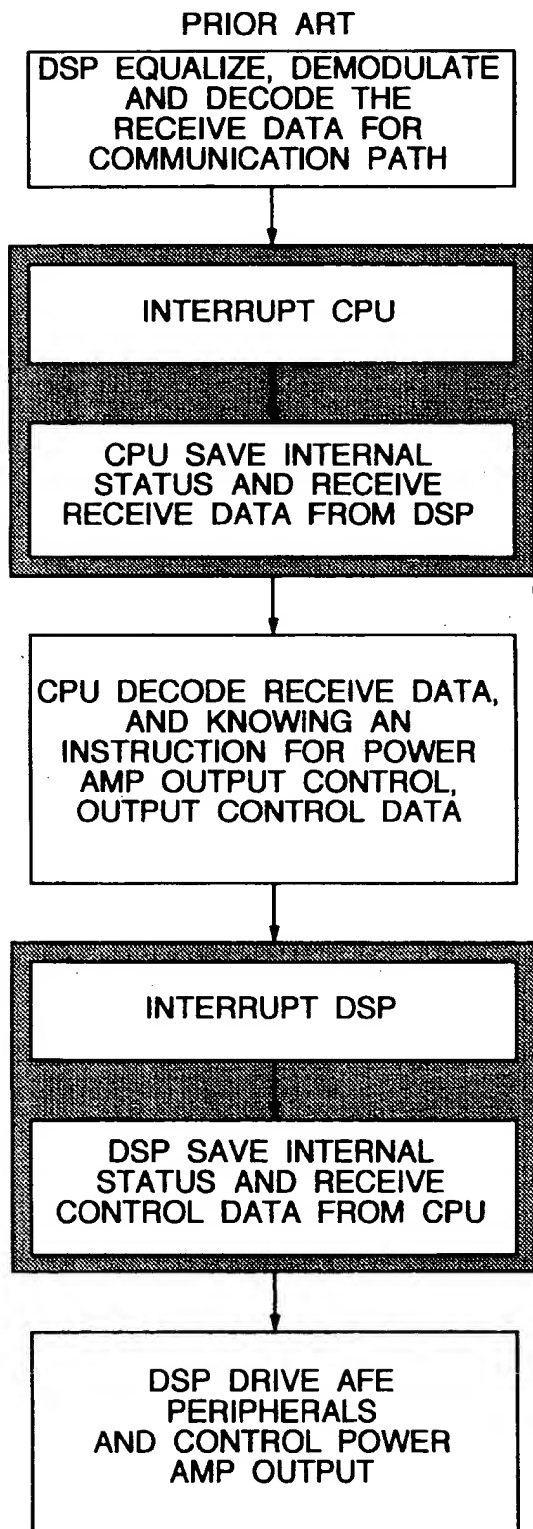 PRIOR ART
DSP EQUALIZE, DEMODULATE
AND DECODE THE
RECEIVE DATA FOR
COMMUNICATION PATH
INTERRUPT CPU
CPU SAVE INTERNAL
STATUS AND RECEIVE
RECEIVE DATA FROM DSP
CPU DECODE RECEIVE DATA,
AND KNOWING AN
INSTRUCTION FOR POWER
AMP OUTPUT CONTROL,
OUTPUT CONTROL DATA
INTERRUPT DSP
DSP SAVE INTERNAL
STATUS AND RECEIVE
CONTROL DATA FROM CPU
DSP DRIVE AFE
PERIPHERALS
AND CONTROL POWER
AMP OUTPUT